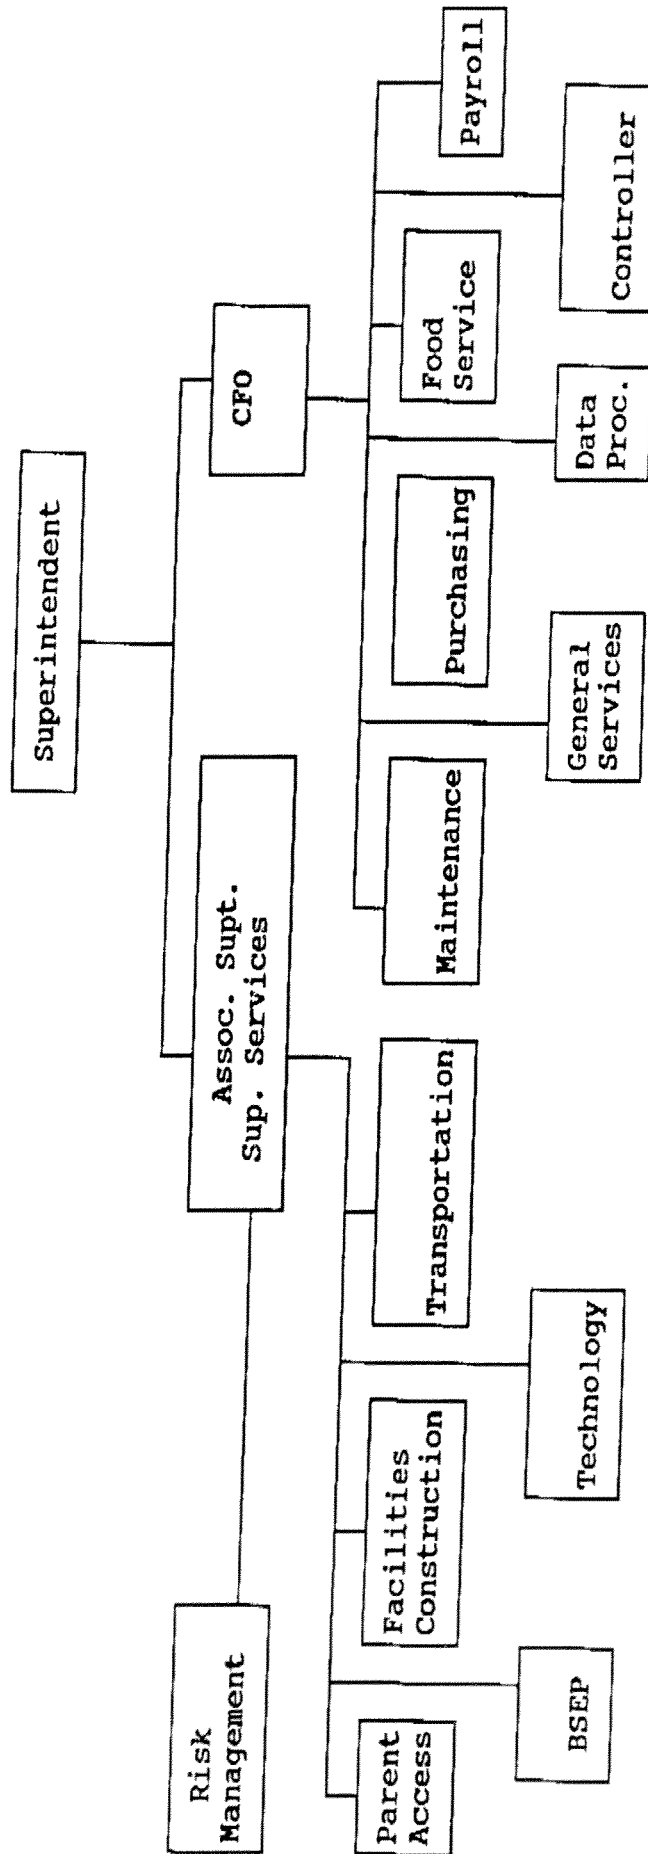 Superintendent
Risk
Management
Assoc. Supt.
Sup. Services
CFO
Parent
Access
Facilities
Construction
Transportation
Maintenance
Purchasing
Food
Service
Payroll
BSEP
Technology
General
Services
Data
Proc.
Controller